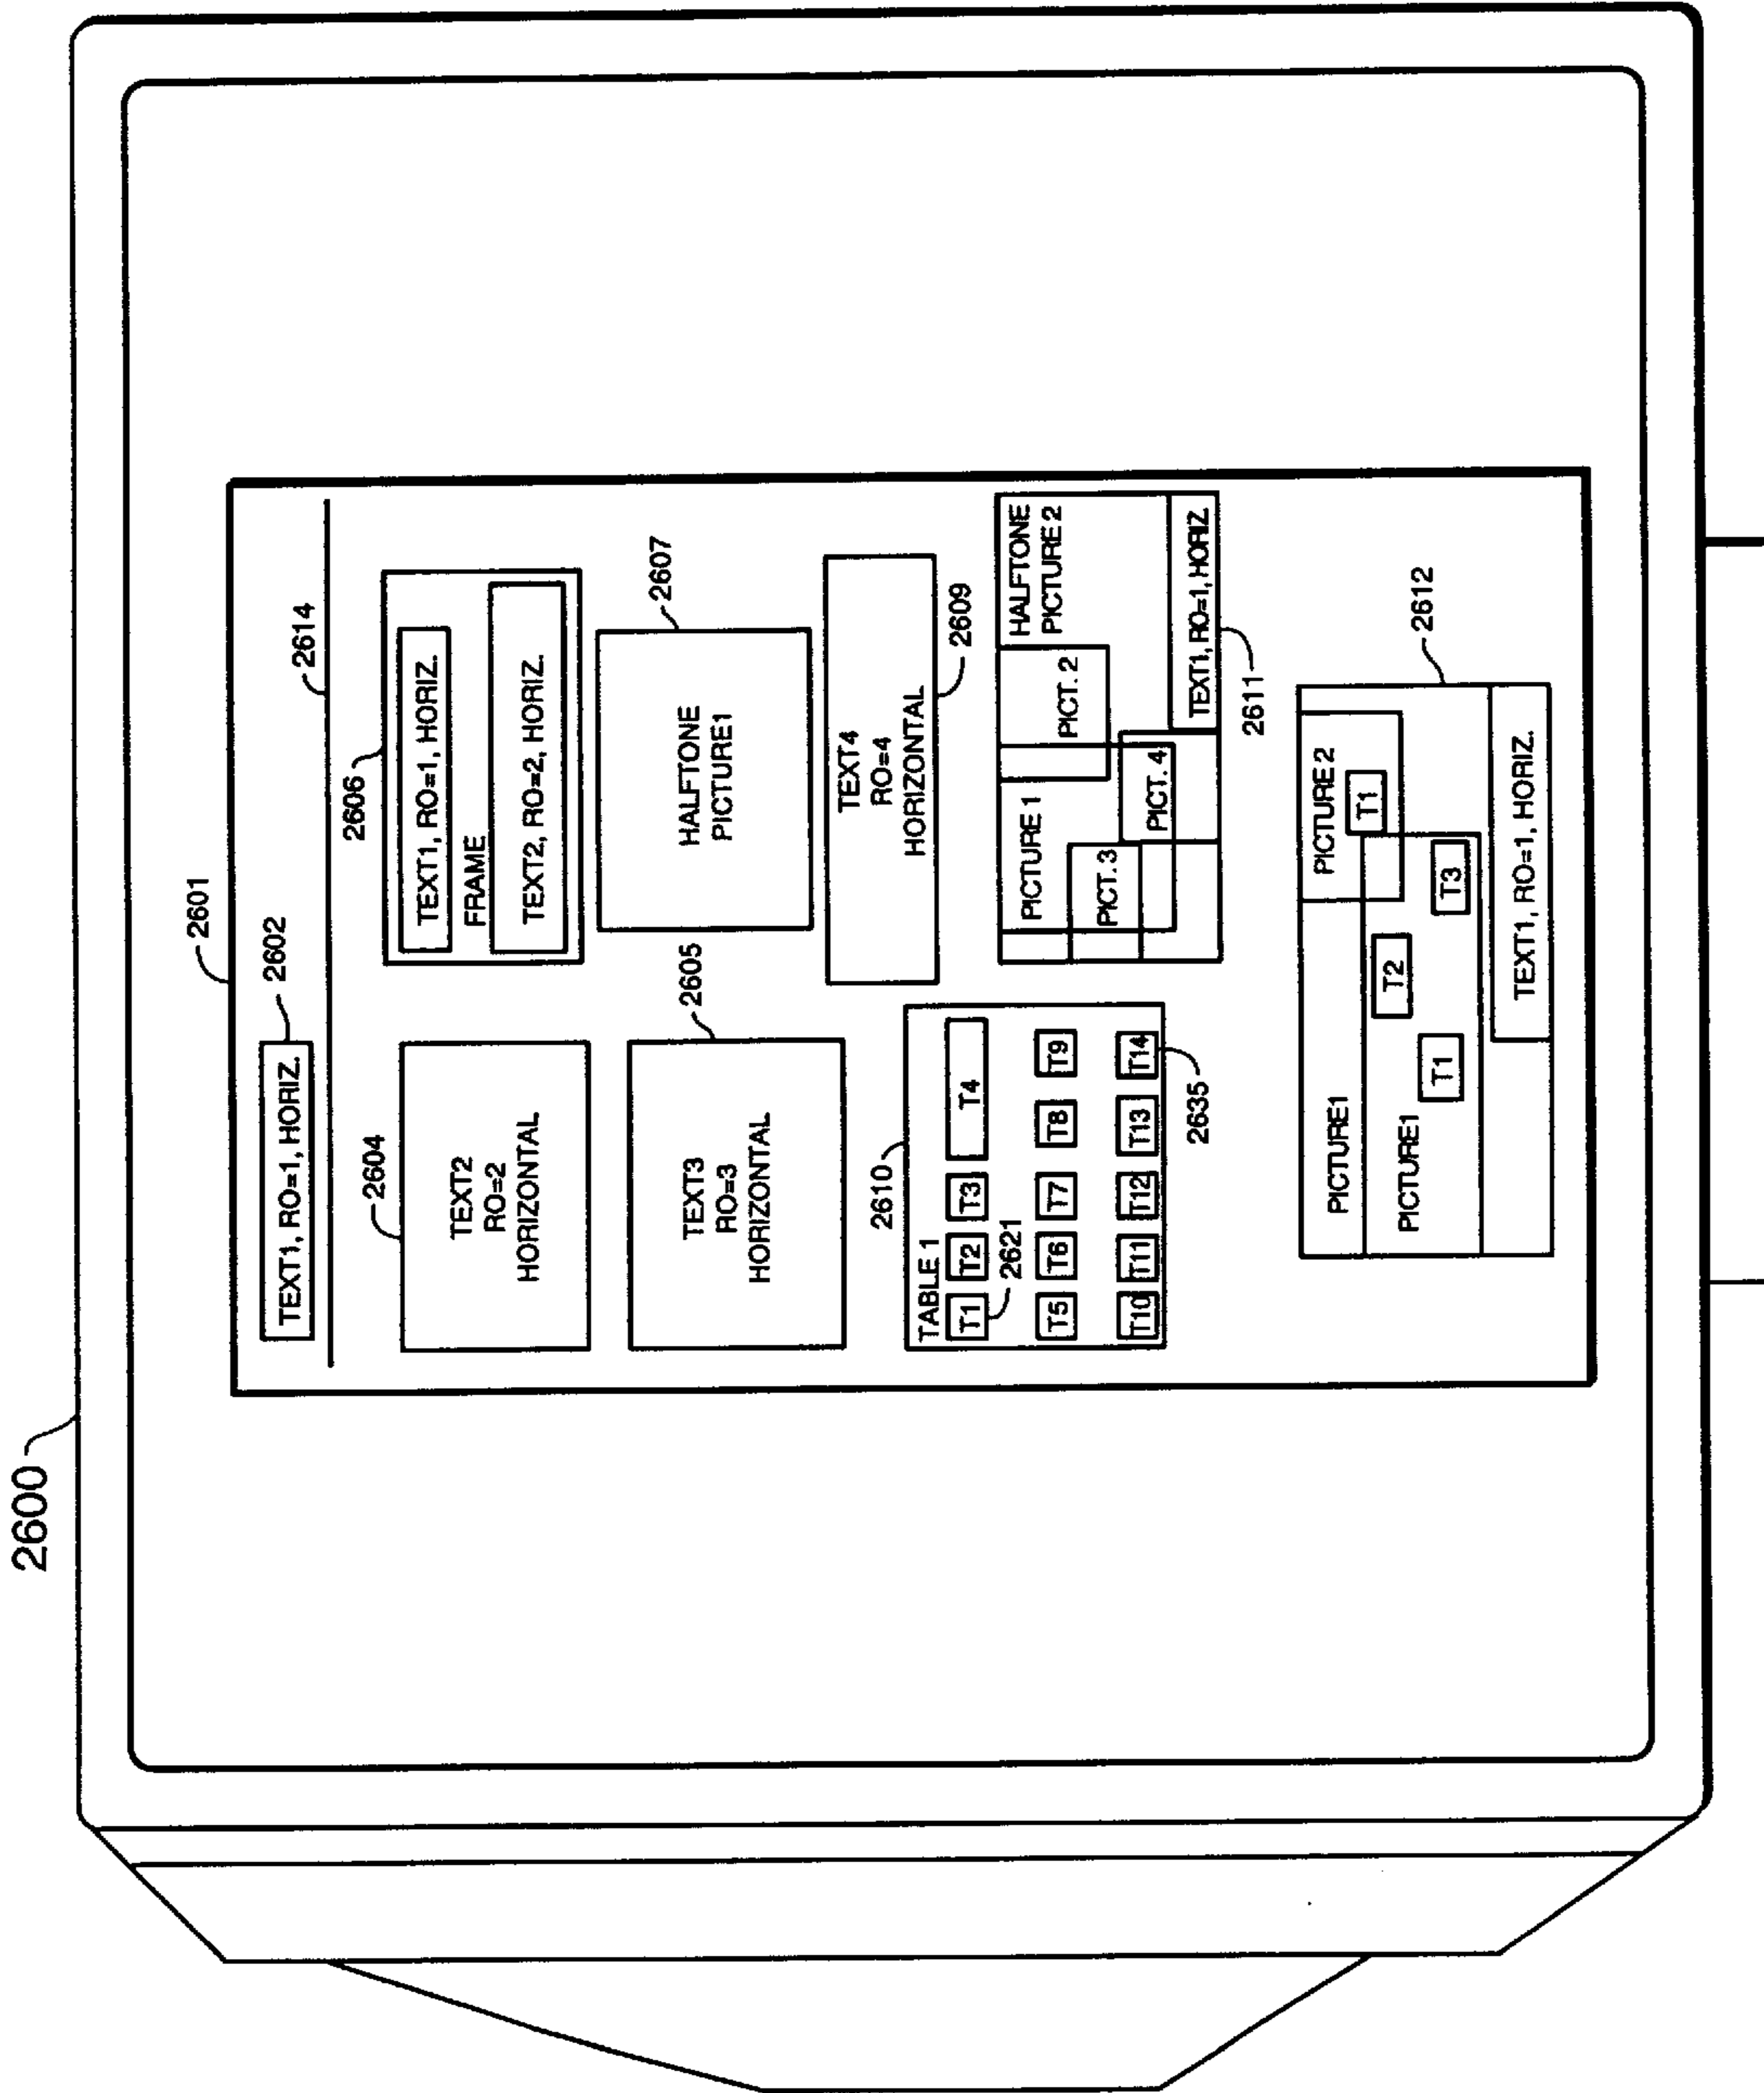 2600
2601
2602
TEXT1, RO=1, HORIZ.
2614
2604
TEXT2
RO=2
HORIZONTAL
2606
TEXT1, RO=1, HORIZ.
FRAME
TEXT2, RO=2, HORIZ.
2605
TEXT3
RO=3
HORIZONTAL
2607
HALFTONE
PICTURE1
TEXT4
RO=4
HORIZONTAL
2609
2610
TABLE 1
T1 T2 T3 T4
2621
T5 T6 T7 T8 T9
T10 T11 T12 T13 T14
2635
PICTURE 1
PICT. 2
HALFTONE
PICTURE 2
PICT. 3
PICT. 4
TEXT1, RO=1, HORIZ.
2611
2612
PICTURE1
PICTURE 2
T1
PICTURE1
T2
T1
T3
TEXT1, RO=1, HORIZ.